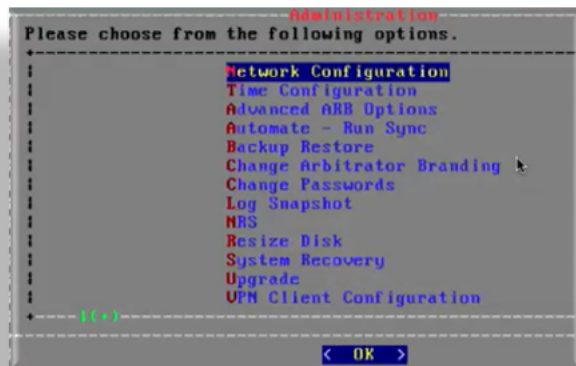 Administration
Please choose from the following options.
Network Configuration
Time Configuration
Advanced ARB Options
Automate - Run Sync
Backup Restore
Change Arbitrator Branding
Change Passwords
Log Snapshot
NRS
Resize Disk
System Recovery
Upgrade
VPN Client Configuration
↓(+)
< OK >